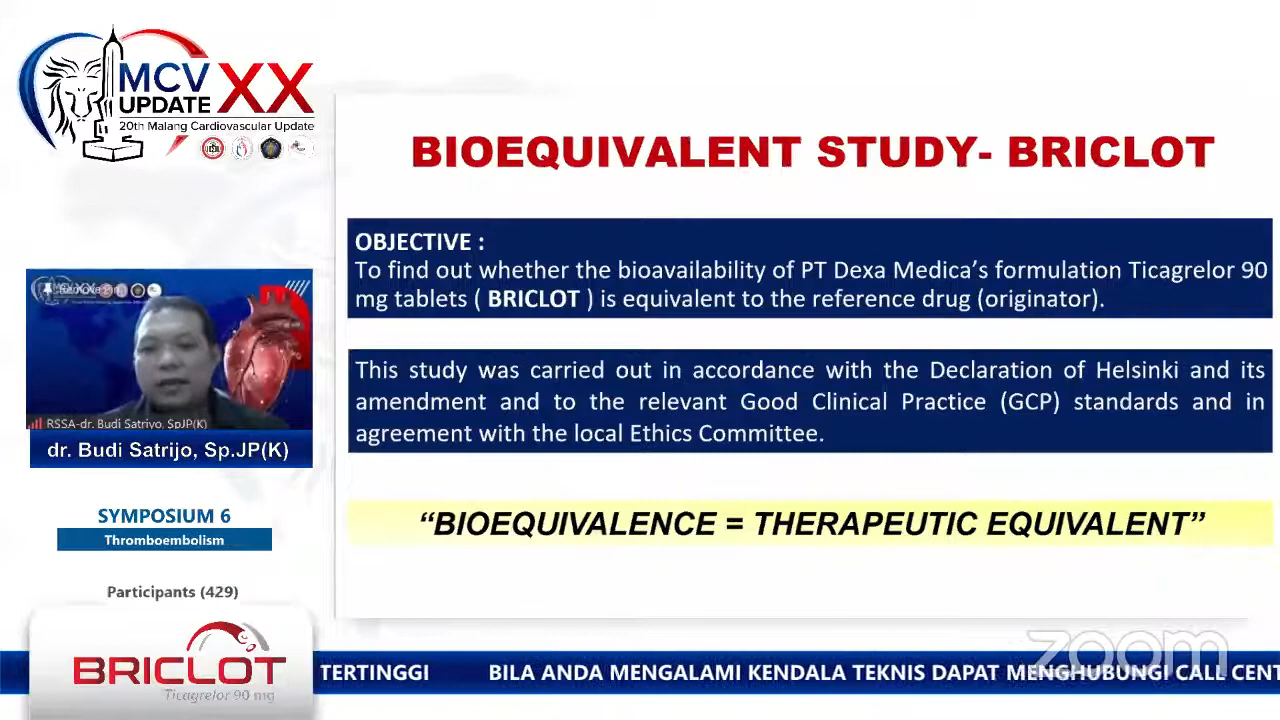 MCV
UPDATE
XX
20th Malang Cardiovascular Update
RSSA-dr. Budi Satriyo, SpJP(K)
dr. Budi Satrijo, Sp.JP(K)
SYMPOSIUM 6
Thromboembolism
Participants (429)
BRICLOT
Ticagrelor 90 mg
BIOEQUIVALENT STUDY- BRICLOT
OBJECTIVE :
To find out whether the bioavailability of PT Dexa Medica’s formulation Ticagrelor 90
mg tablets ( BRICLOT ) is equivalent to the reference drug (originator).
This study was carried out in accordance with the Declaration of Helsinki and its
amendment and to the relevant Good Clinical Practice (GCP) standards and in
agreement with the local Ethics Committee.
“BIOEQUIVALENCE = THERAPEUTIC EQUIVALENT”
zoom
TERTINGGI BILA ANDA MENGALAMI KENDALA TEKNIS DAPAT MENGHUBUNGI CALL CENT